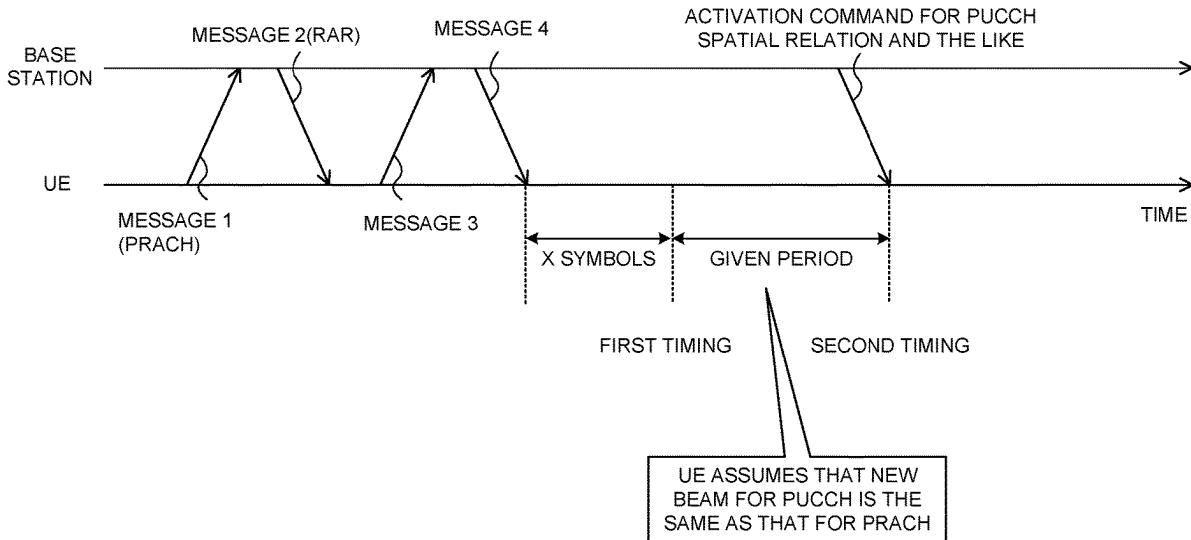 MESSAGE 2(RAR)
MESSAGE 4
ACTIVATION COMMAND FOR PUCCH
SPATIAL RELATION AND THE LIKE
BASE
STATION
UE
MESSAGE 1
(PRACH)
MESSAGE 3
TIME
X SYMBOLS
GIVEN PERIOD
FIRST TIMING
SECOND TIMING
UE ASSUMES THAT NEW
BEAM FOR PUCCH IS THE
SAME AS THAT FOR PRACH